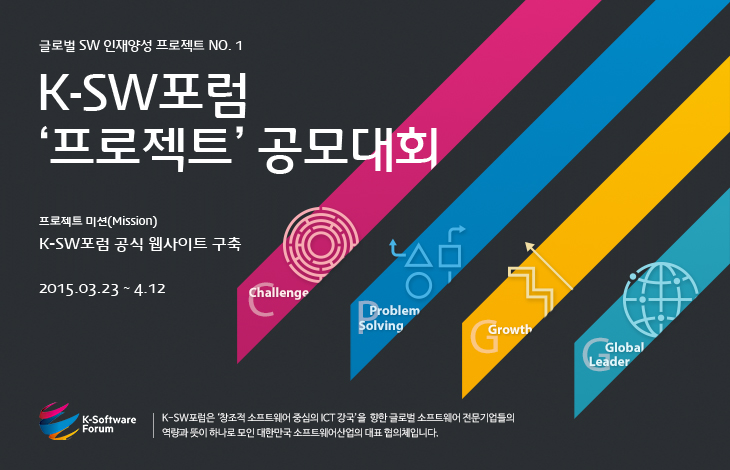 글로벌 SW 인재양성 프로젝트 NO. 1
K-SW포럼
‘프로젝트’ 공모대회
프로젝트 미션(Mission)
K-SW포럼 공식 웹사이트 구축
2015.03.23 ~ 4.12
C
Challenge
P
Problem
Solving
G
Growth
G
Global
Leader
K-Software
Forum
K-SW포럼은 ‘창조적 소프트웨어 중심의 ICT 강국’을 향한 글로벌 소프트웨어 전문기업들의
역량과 뜻이 하나로 모인 대한민국 소프트웨어산업의 대표 협의체입니다.